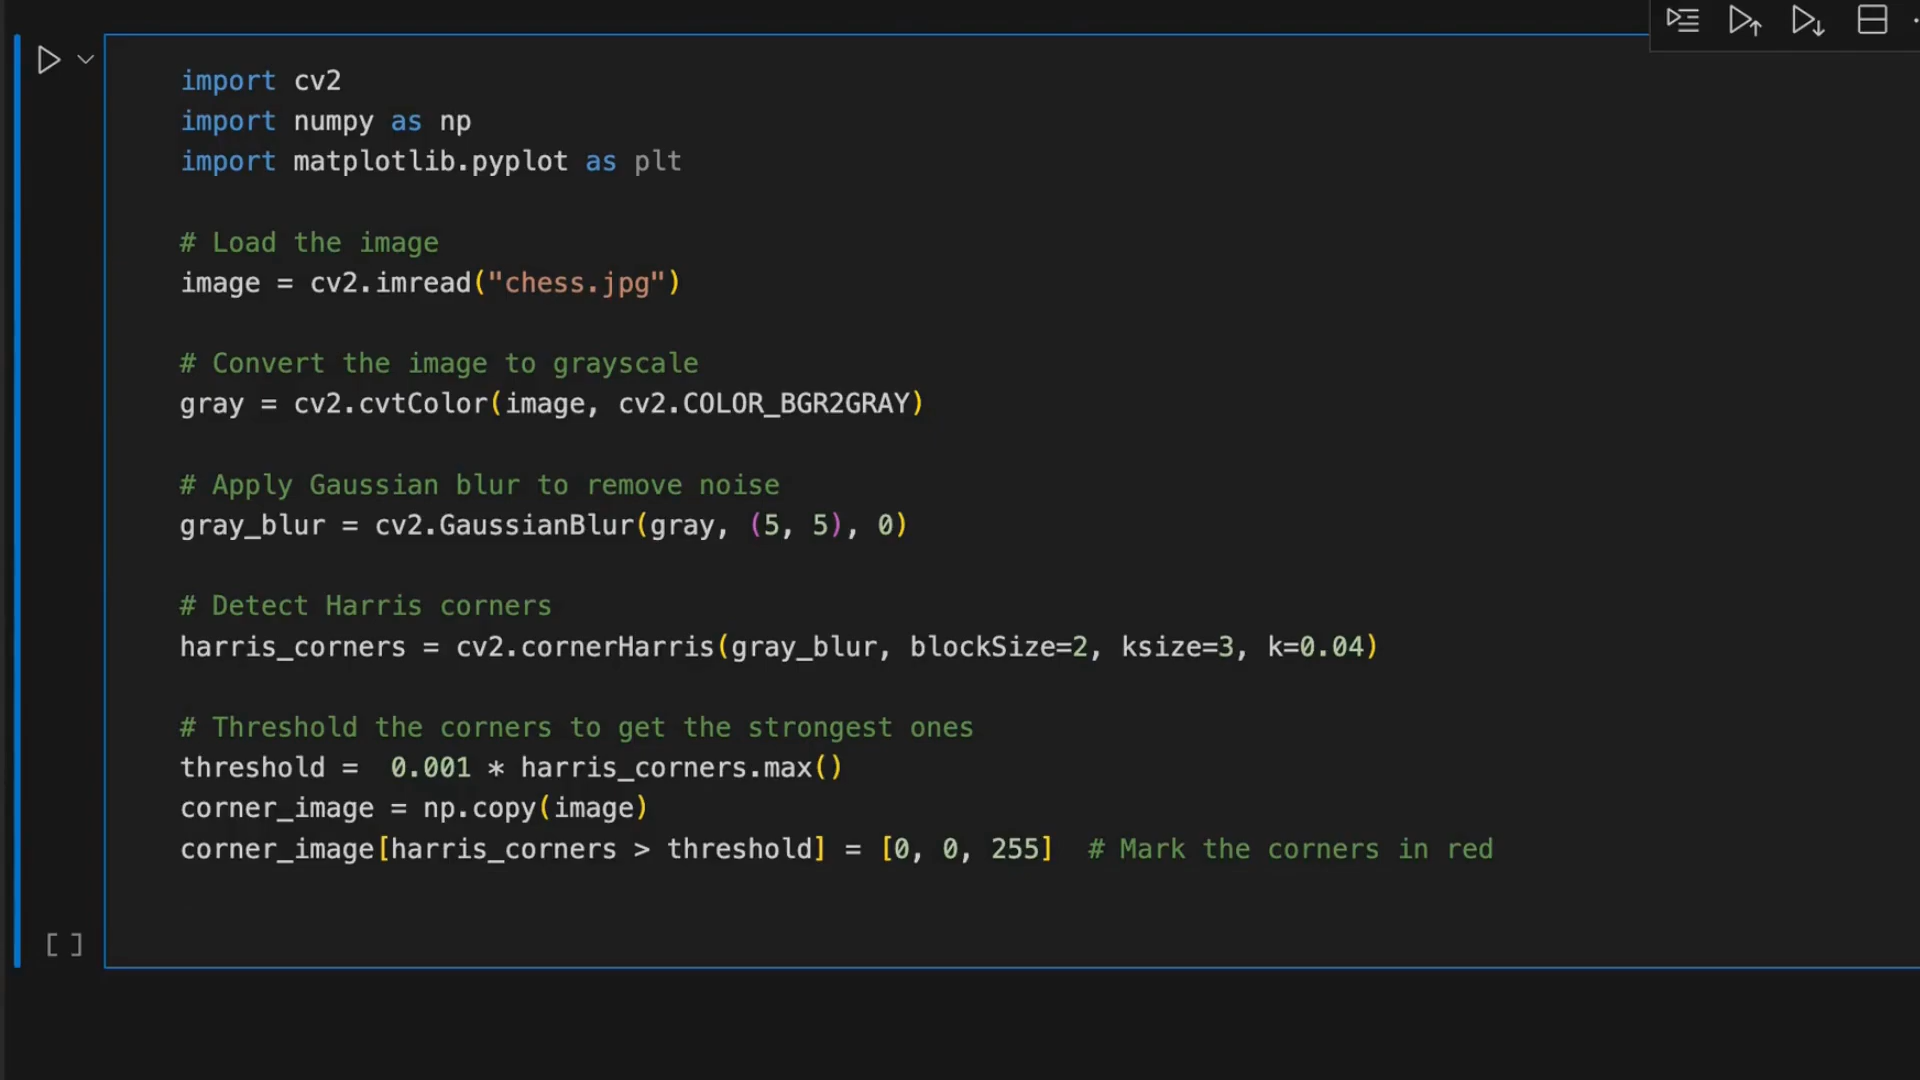 import cv2
import numpy as np
import matplotlib.pyplot as plt
# Load the image
image = cv2.imread("chess.jpg")
# Convert the image to grayscale
gray = cv2.cvtColor(image, cv2.COLOR_BGR2GRAY)
# Apply Gaussian blur to remove noise
gray_blur = cv2.GaussianBlur(gray, (5, 5), 0)
# Detect Harris corners
harris_corners = cv2.cornerHarris(gray_blur, blockSize=2, ksize=3, k=0.04)
# Threshold the corners to get the strongest ones
threshold =  0.001 * harris_corners.max()
corner_image = np.copy(image)
corner_image[harris_corners > threshold] = [0, 0, 255]  # Mark the corners in red
[ ]